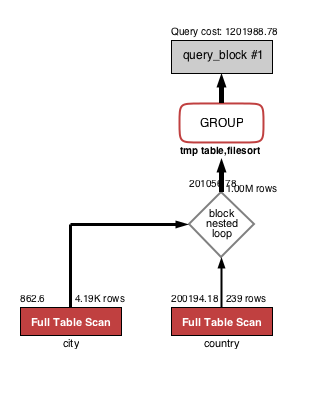 Query cost: 1201988.78
query_block #1
GROUP
tmp table,filesort
201056.78
1.00M rows
block
nested
loop
862.6
4.19K rows
200194.18
239 rows
Full Table Scan
Full Table Scan
city
country